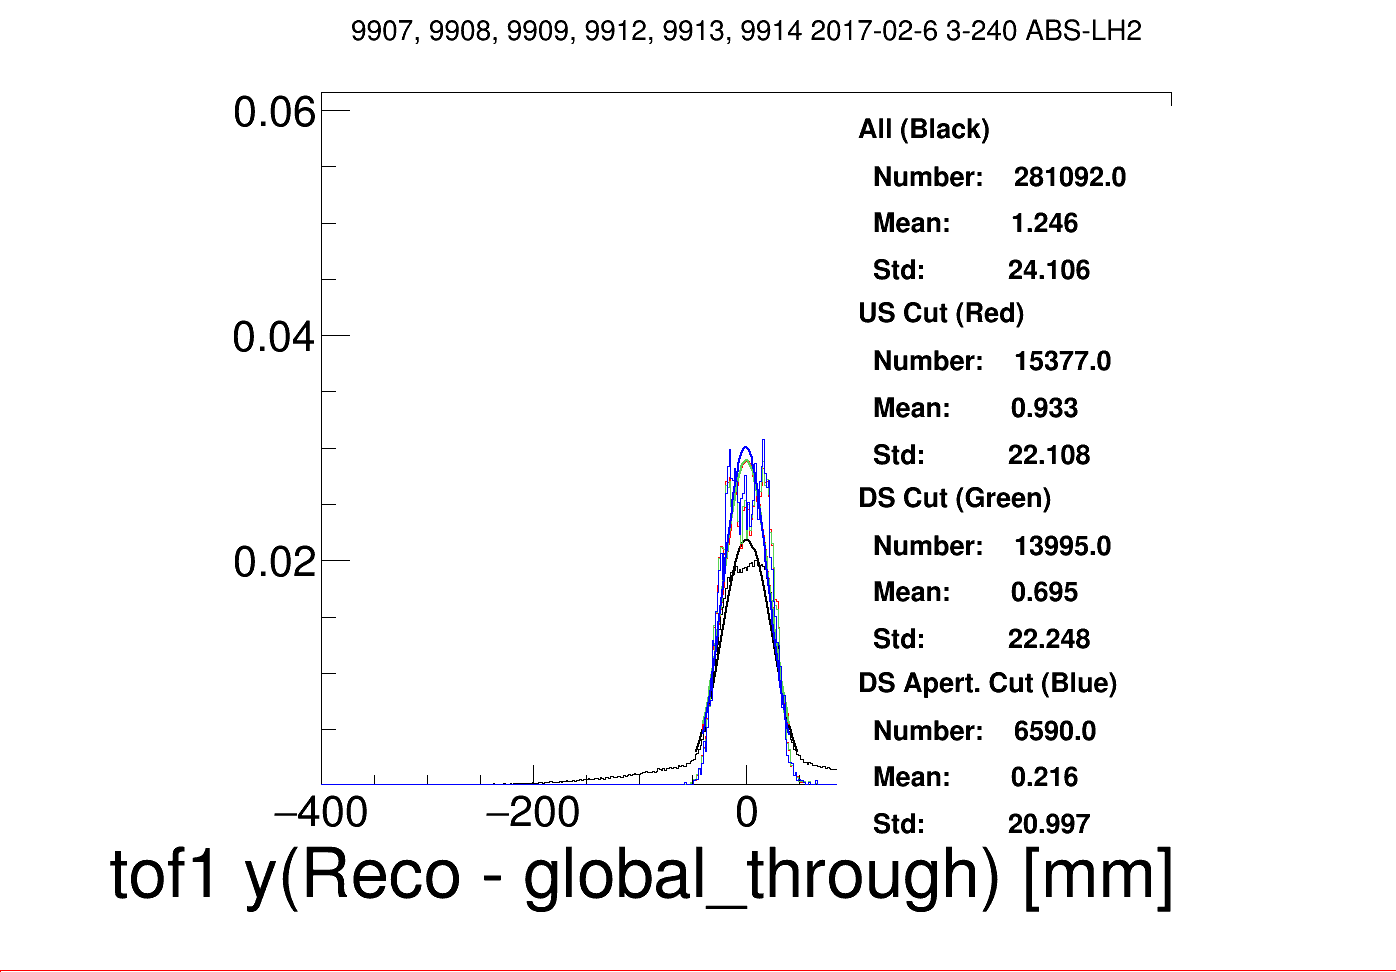 9907, 9908, 9909, 9912, 9913, 9914 2017-02-6 3-240 ABS-LH2
0.06
0.04
0.02
All (Black)
Number: 281092.0
Mean: 1.246
Std: 24.106
US Cut (Red)
Number: 15377.0
Mean: 0.933
Std: 22.108
DS Cut (Green)
Number: 13995.0
Mean: 0.695
Std: 22.248
DS Apert. Cut (Blue)
Number: 6590.0
Mean: 0.216
Std: 20.997
−400 −200 0
tof1 y(Reco - global_through) [mm]